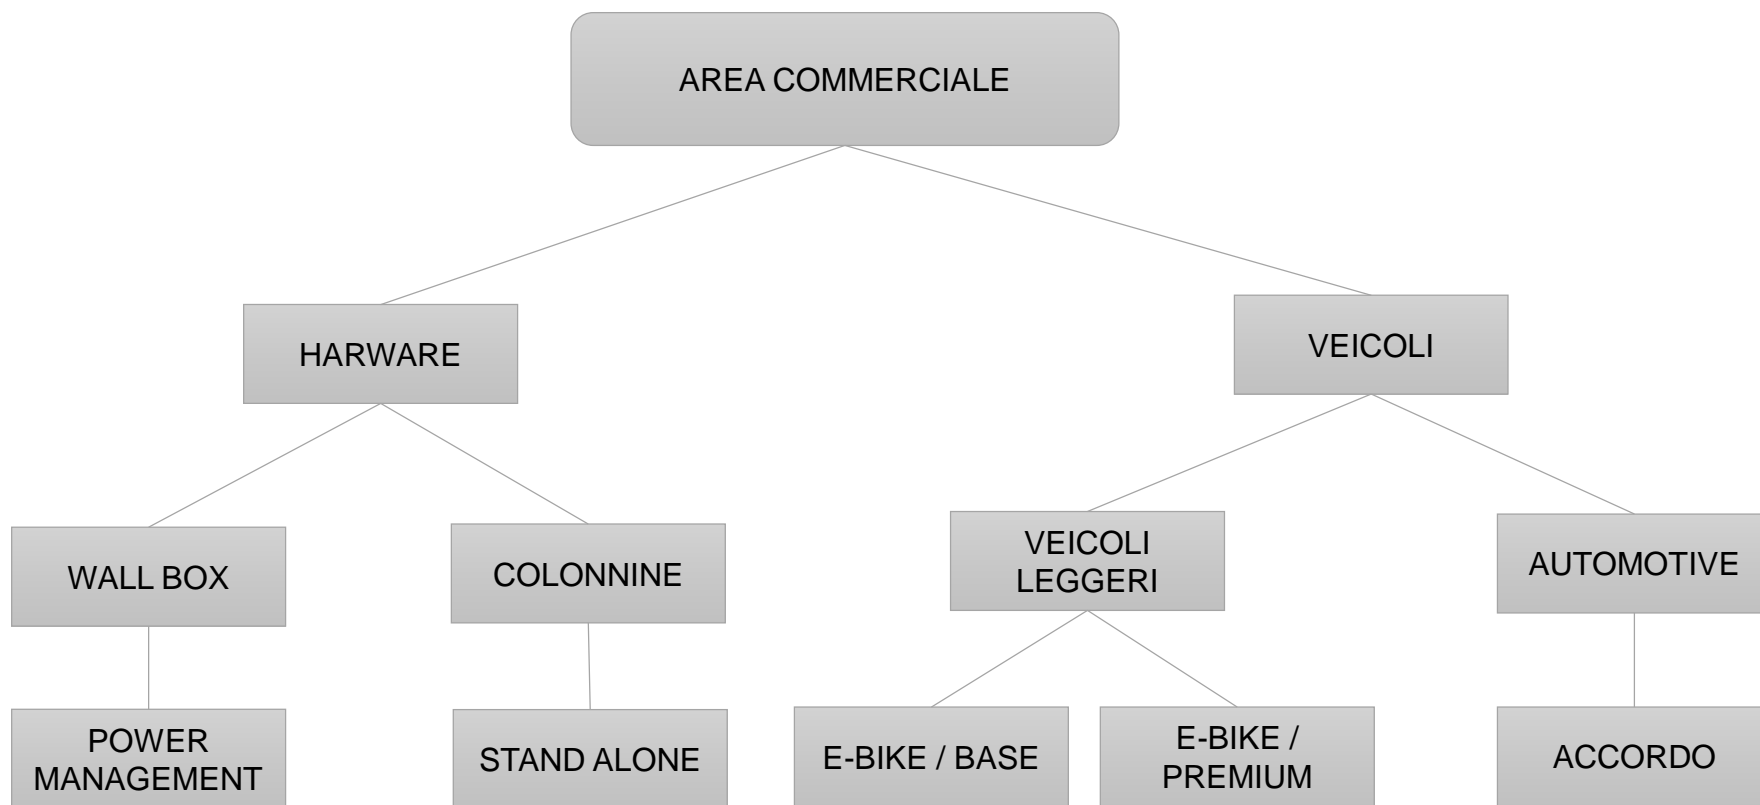 AREA COMMERCIALE
HARWARE
VEICOLI
WALL BOX
COLONNINE
VEICOLI
LEGGERI
AUTOMOTIVE
POWER
MANAGEMENT
STAND ALONE
E-BIKE / BASE
E-BIKE /
PREMIUM
ACCORDO